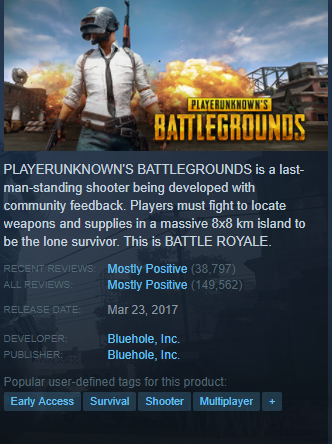 PLAYERUNKNOWN'S
BATTLEGROUNDS
PLAYERUNKNOWN'S BATTLEGROUNDS is a last-
man-standing shooter being developed with
community feedback. Players must fight to locate
weapons and supplies in a massive 8x8 km island to
be the lone survivor. This is BATTLE ROYALE.
RECENT REVIEWS: Mostly Positive (38,797)
ALL REVIEWS: Mostly Positive (149,562)
RELEASE DATE: Mar 23, 2017
DEVELOPER: Bluehole, Inc.
PUBLISHER: Bluehole, Inc.
Popular user-defined tags for this product:
Early Access Survival Shooter Multiplayer +